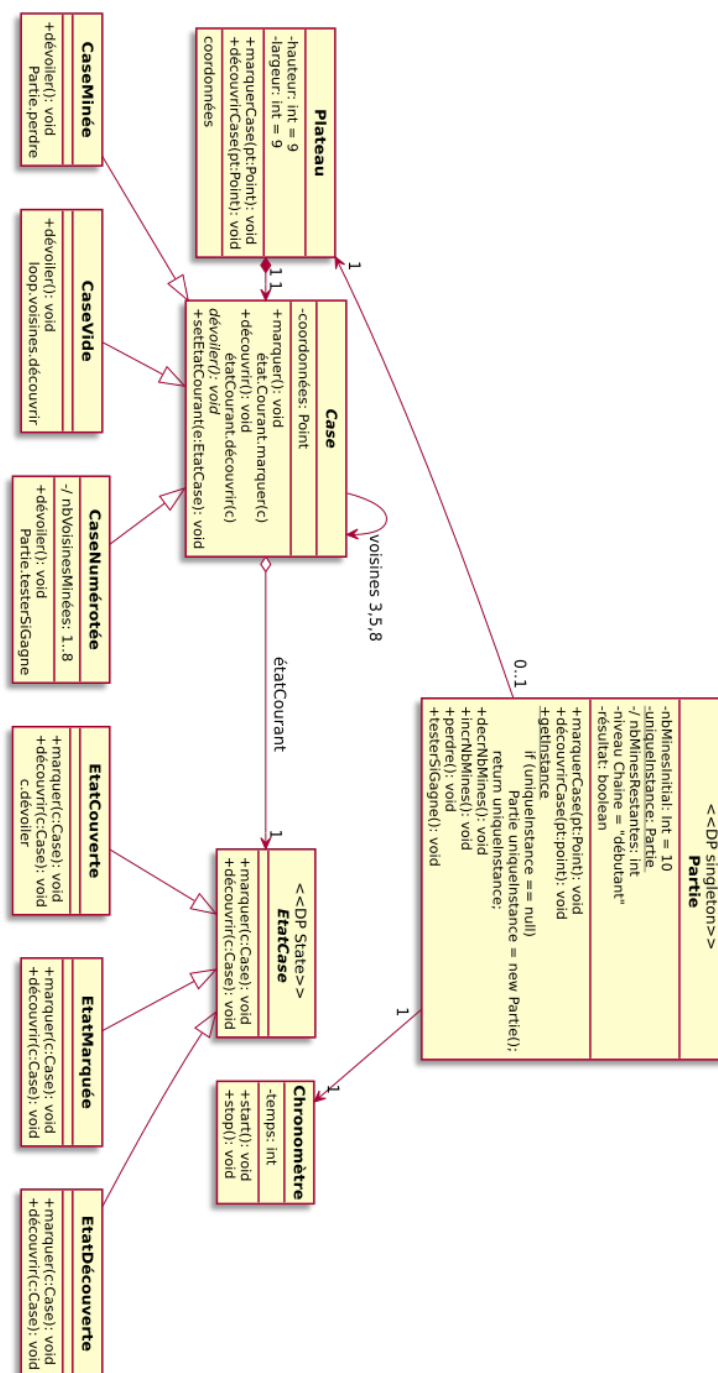 <<DP singleton>>
Partie
-nbMinesInitial: Int = 10
-uniqueInstance: Partie
-/ nbMinesRestantes: int
-niveau Chaine = "débutant"
-résultat: boolean
+marquerCase(pt:Point): void
+découvrirCase(pt:point): void
+getInstance
if (uniqueInstance == null)
Partie uniqueInstance = new Partie();
return uniqueInstance;
+decrNbMines(): void
+incrNbMines(): void
+perdre(): void
+testerSiGagne(): void
0..1
1
1
1
Plateau
-hauteur: int = 9
-largeur: int = 9
+marquerCase(pt:Point): void
+découvrirCase(pt:Point): void
coordonnées
1
1
Case
-coordonnées: Point
+marquer(): void
état.Courant.marquer(c)
+découvrir(): void
étatCourant.découvrir(c)
dévoiler(): void
+setEtatCourant(e:EtatCase): void
voisines 3,5,8
étatCourant
1
<<DP State>>
EtatCase
+marquer(c:Case): void
+découvrir(c:Case): void
Chronomètre
-temps: int
+start(): void
+stop(): void
CaseMinée
+dévoiler(): void
Partie.perdre
CaseVide
+dévoiler(): void
loop.voisines.découvrir
CaseNumérotée
-/ nbVoisinesMinées: 1..8
+dévoiler(): void
Partie.testerSiGagne
EtatCouverte
+marquer(c:Case): void
+découvrir(c:Case): void
c.dévoiler
EtatMarquée
+marquer(c:Case): void
+découvrir(c:Case): void
EtatDécouverte
+marquer(c:Case): void
+découvrir(c:Case): void